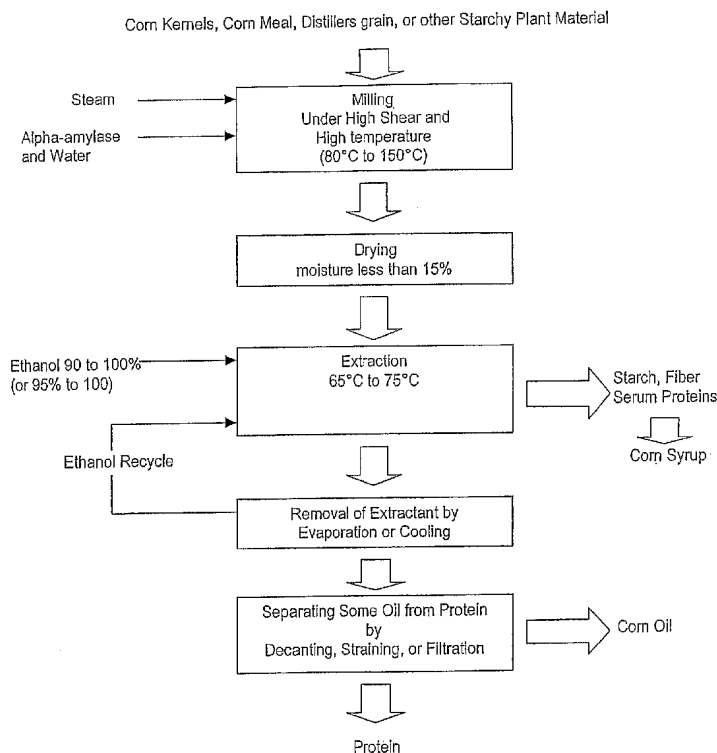 Corn Kernels, Corn Meal, Distillers grain, or other Starchy Plant Material
Steam
Alpha-amylase
and Water
Milling
Under High Shear and
High temperature
(80°C to 150°C)
Drying
moisture less than 15%
Ethanol 90 to 100%
(or 95% to 100)
Extraction
65°C to 75°C
Starch, Fiber
Serum Proteins
Corn Syrup
Ethanol Recycle
Removal of Extractant by
Evaporation or Cooling
Separating Some Oil from Protein
by
Decanting, Straining, or Filtration
Corn Oil
Protein